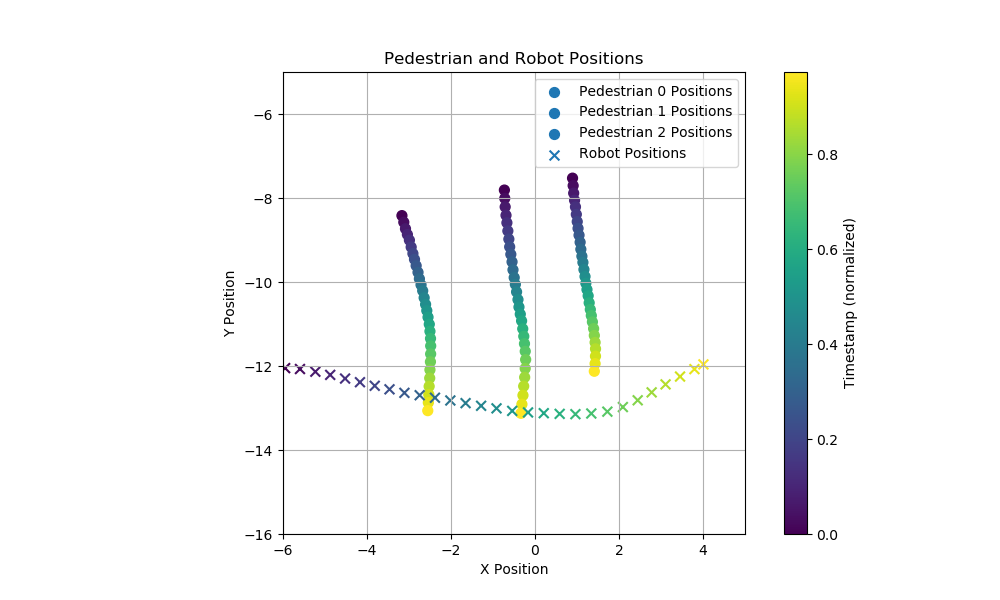 Pedestrian and Robot Positions
Pedestrian 0 Positions
Pedestrian 1 Positions
Pedestrian 2 Positions
Robot Positions
Y Position
−6
−8
−10
−12
−14
−16
−6
−4
−2
0
2
4
X Position
0.8
0.6
0.4
0.2
0.0
Timestamp (normalized)